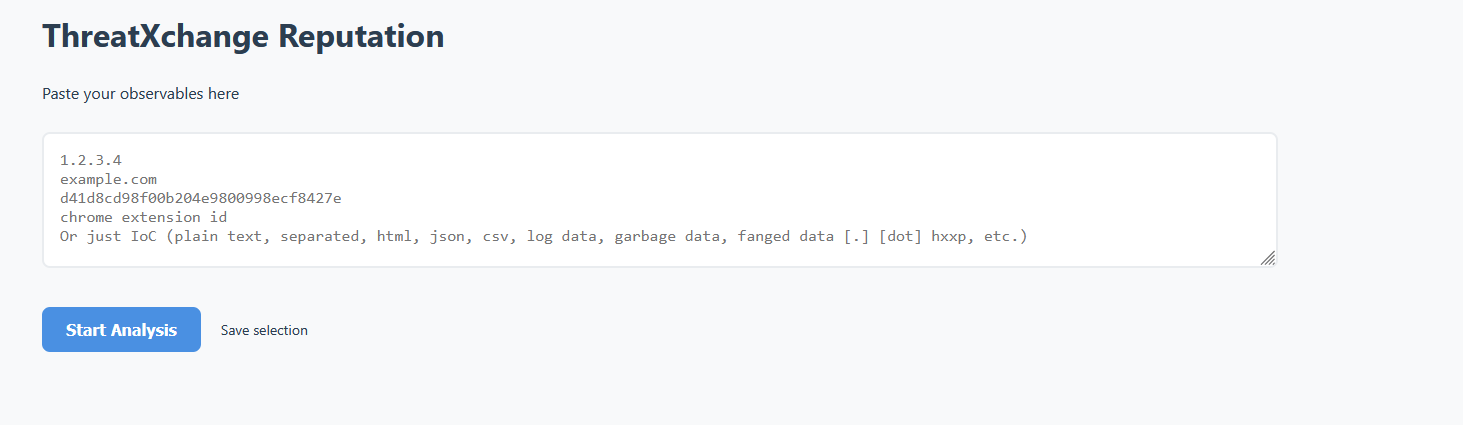 ThreatXchange Reputation
Paste your observables here
1.2.3.4
example.com
d41d8cd98f00b204e9800998ecf8427e
chrome extension id
Or just IoC (plain text, separated, html, json, csv, log data, garbage data, fanged data [.] [dot] hxxp, etc.)
Start Analysis
Save selection